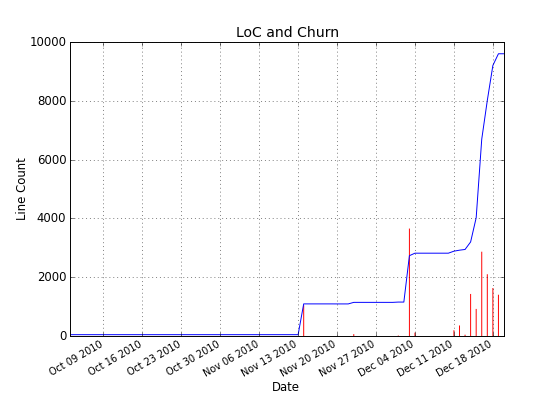 LoC and Churn
10000
8000
6000
4000
2000
0
Line Count
Oct 09 2010
Oct 16 2010
Oct 23 2010
Oct 30 2010
Nov 06 2010
Nov 13 2010
Nov 20 2010
Nov 27 2010
Dec 04 2010
Dec 11 2010
Dec 18 2010
Date